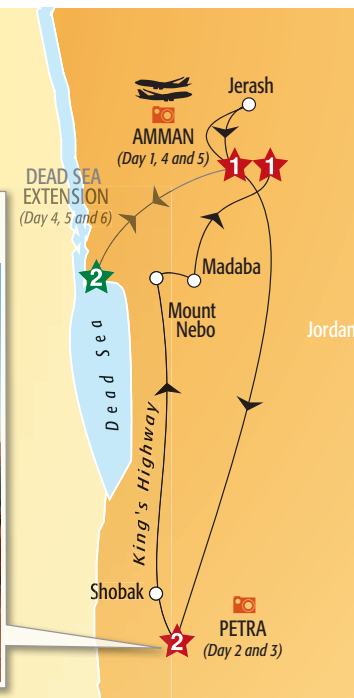 Jerash
AMMAN
(Day 1, 4 and 5)
1
1
DEAD SEA
EXTENSION
(Day 4, 5 and 6)
2
Madaba
Mount
Nebo
Jordan
Dead Sea
King's Highway
Shobak
2
PETRA
(Day 2 and 3)